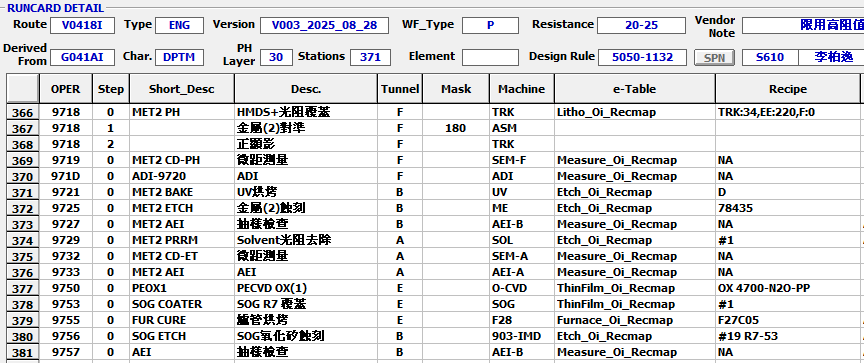 RUNCARD DETAIL
Route V0418I Type ENG Version V003_2025_08_28 WF_Type P Resistance 20-25 Vendor Note 限用高阻值
Derived From G041AI Char. DPTM PH Layer 30 Stations 371 Element Design Rule 5050-1132 SPN S610 李柏逸
OPER Step Short_Desc Desc. Tunnel Mask Machine e-Table Recipe
366 9718 0 MET2 PH HMDS+光阻覆蓋 F TRK Litho_Oi_Recmap TRK:34,EE:220,F:0
367 9718 1 金屬(2)對準 F 180 ASM
368 9718 2 正顯影 F TRK
369 9719 0 MET2 CD-PH 微距測量 F SEM-F Measure_Oi_Recmap NA
370 971D 0 ADI-9720 ADI F ADI Measure_Oi_Recmap NA
371 9721 0 MET2 BAKE UV烘烤 B UV Etch_Oi_Recmap D
372 9725 0 MET2 ETCH 金屬(2)蝕刻 B ME Etch_Oi_Recmap 78435
373 9727 0 MET2 AEI 抽樣檢查 B AEI-B Measure_Oi_Recmap NA
374 9729 0 MET2 PRRM Solvent光阻去除 A SOL Etch_Oi_Recmap #1
375 9732 0 MET2 CD-ET 微距測量 A SEM-A Measure_Oi_Recmap NA
376 9733 0 MET2 AEI AEI A AEI-A Measure_Oi_Recmap NA
377 9750 0 PEOX1 PECVD OX(1) E O-CVD ThinFilm_Oi_Recmap OX 4700-N2O-PP
378 9753 0 SOG COATER SOG R7 覆蓋 E SOG ThinFilm_Oi_Recmap #1
379 9755 0 FUR CURE 爐管烘烤 E F28 Furnace_Oi_Recmap F27C05
380 9756 0 SOG ETCH SOG氧化矽蝕刻 B 903-IMD Etch_Oi_Recmap #19 R7-53
381 9757 0 AEI 抽樣檢查 B AEI-B Measure_Oi_Recmap NA